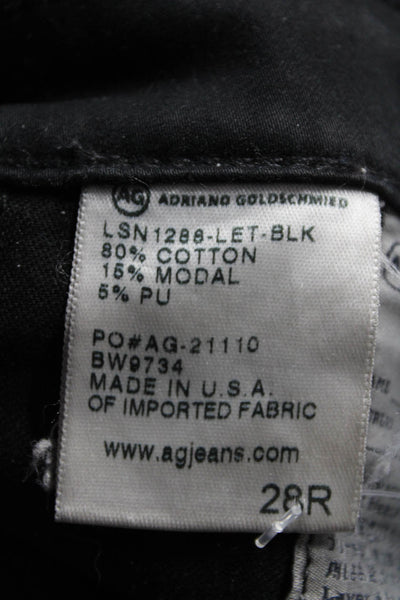 AG ADRIANO GOLDSCHMIED
LSN1288-LET-BLK
80% COTTON
15% MODAL
5% PU
PO#AG-21110
BW9734
MADE IN U.S.A.
OF IMPORTED FABRIC
www.agjeans.com
28R